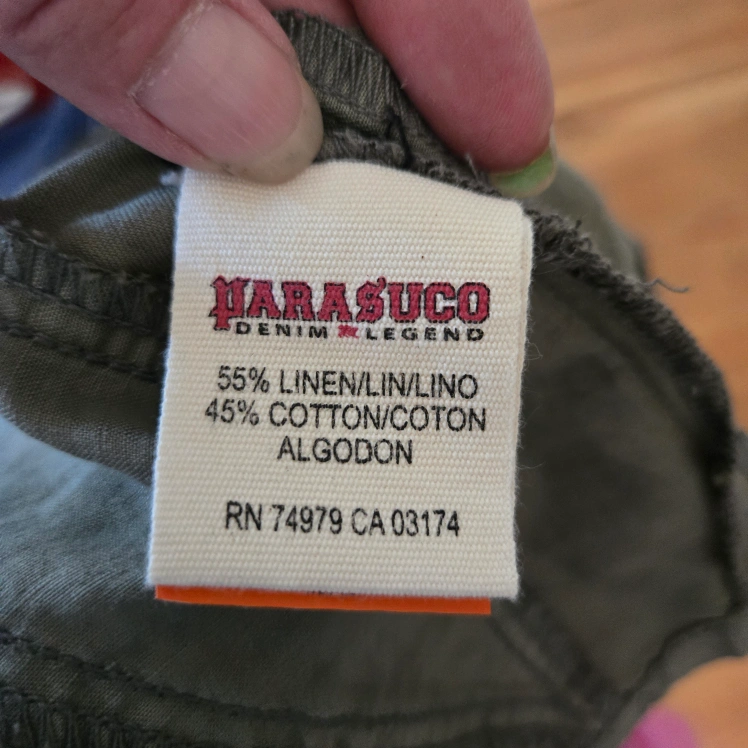 PARASUCO
DENIM LEGEND
55% LINEN/LIN/LINO
45% COTTON/COTON
ALGODON
RN 74979 CA 03174